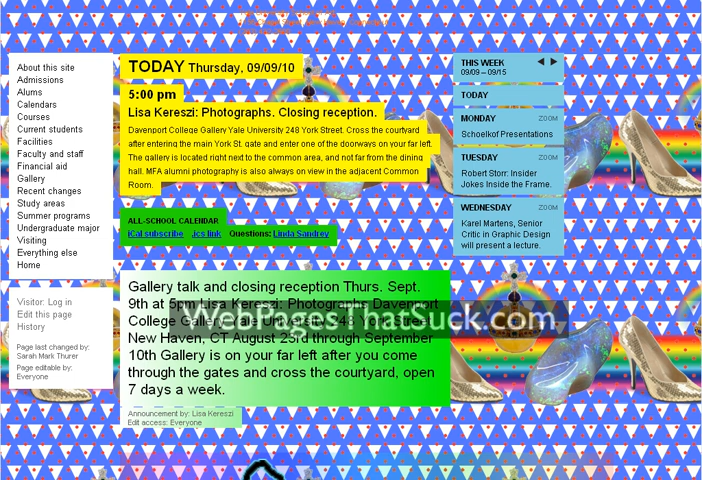 About this site
Admissions
Alums
Calendars
Courses
Current students
Facilities
Faculty and staff
Financial aid
Gallery
Recent changes
Study areas
Summer programs
Undergraduate major
Visiting
Everything else
Home
Visitor: Log in
Edit this page
History
Page last changed by:
Sarah Mark Thurer
Page editable by:
Everyone
TODAY Thursday, 09/09/10
5:00 pm
Lisa Kereszi: Photographs. Closing reception.
Davenport College Gallery Yale University 248 York Street. Cross the courtyard
after entering the main York St. gate and enter one of the doorways on your far left.
The gallery is located right next to the common area, and not far from the dining
hall. MFA alumni photography is also always on view in the adjacent Common
Room.
ALL-SCHOOL CALENDAR
iCal subscribe .ics link Questions: Linda Sandrey
Gallery talk and closing reception Thurs. Sept.
9th at 5pm Lisa Kereszi: Photographs Davenport
College Gallery Yale University 248 York Street
New Haven, CT August 23rd through September
10th Gallery is on your far left after you come
through the gates and cross the courtyard, open
7 days a week.
Announcement by: Lisa Kereszi
Edit access: Everyone
THIS WEEK
09/09 – 09/15
TODAY
MONDAY ZOOM
Schoelkof Presentations
TUESDAY ZOOM
Robert Storr: Insider
Jokes Inside the Frame.
WEDNESDAY ZOOM
Karel Martens, Senior
Critic in Graphic Design
will present a lecture.
WebPagesThatSuck.com